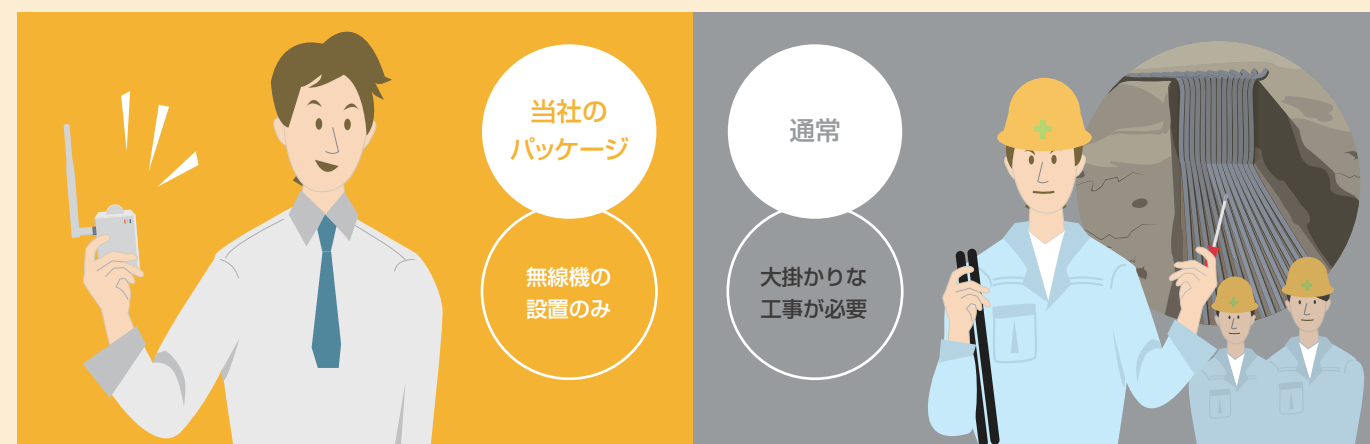 当社の
パッケージ
無線機の
設置のみ
通常
大掛かりな
工事が必要